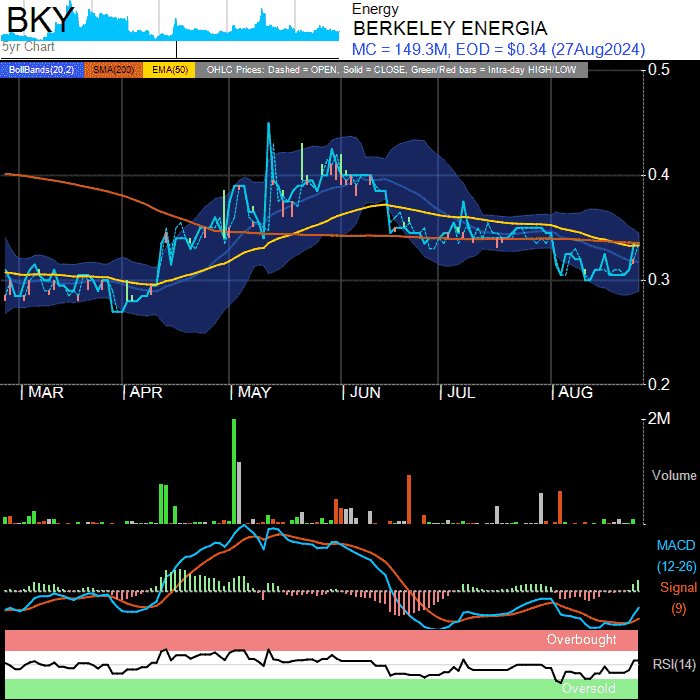 BKY
5yr Chart
Energy
BERKELEY ENERGIA
MC = 149.3M, EOD = $0.34 (27Aug2024)
BollBands(20,2) SMA(200) EMA(50) OHLC Prices: Dashed = OPEN, Solid = CLOSE, Green/Red bars = Intra-day HIGH/LOW
0.5
0.4
0.3
0.2
MAR APR MAY JUN JUL AUG
2M
Volume
MACD
(12-26)
Signal
(9)
Overbought
RSI(14)
Oversold